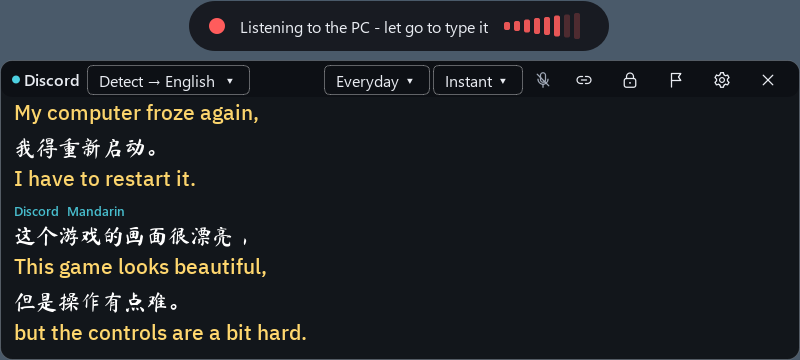 Listening to the PC - let go to type it
Discord Detect → English ▾ Everyday ▾ Instant ▾
My computer froze again,
我得重新启动。
I have to restart it.
Discord Mandarin
这个游戏的画面很漂亮，
This game looks beautiful,
但是操作有点难。
but the controls are a bit hard.